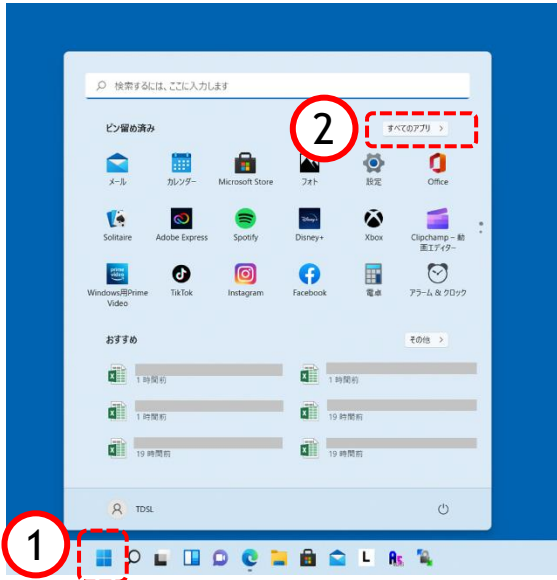 検索するには、ここに入力します
ピン留め済み
2
すべてのアプリ >
メール
カレンダー
Microsoft Store
フォト
設定
Office
Solitaire
Adobe Express
Spotify
Disney+
Xbox
Clipchamp – 動
画エディター
Windows用Prime
Video
TikTok
Instagram
Facebook
電卓
アラーム & クロック
おすすめ
その他 >
1 時間前
1 時間前
1 時間前
19 時間前
19 時間前
19 時間前
TDSL
1
L